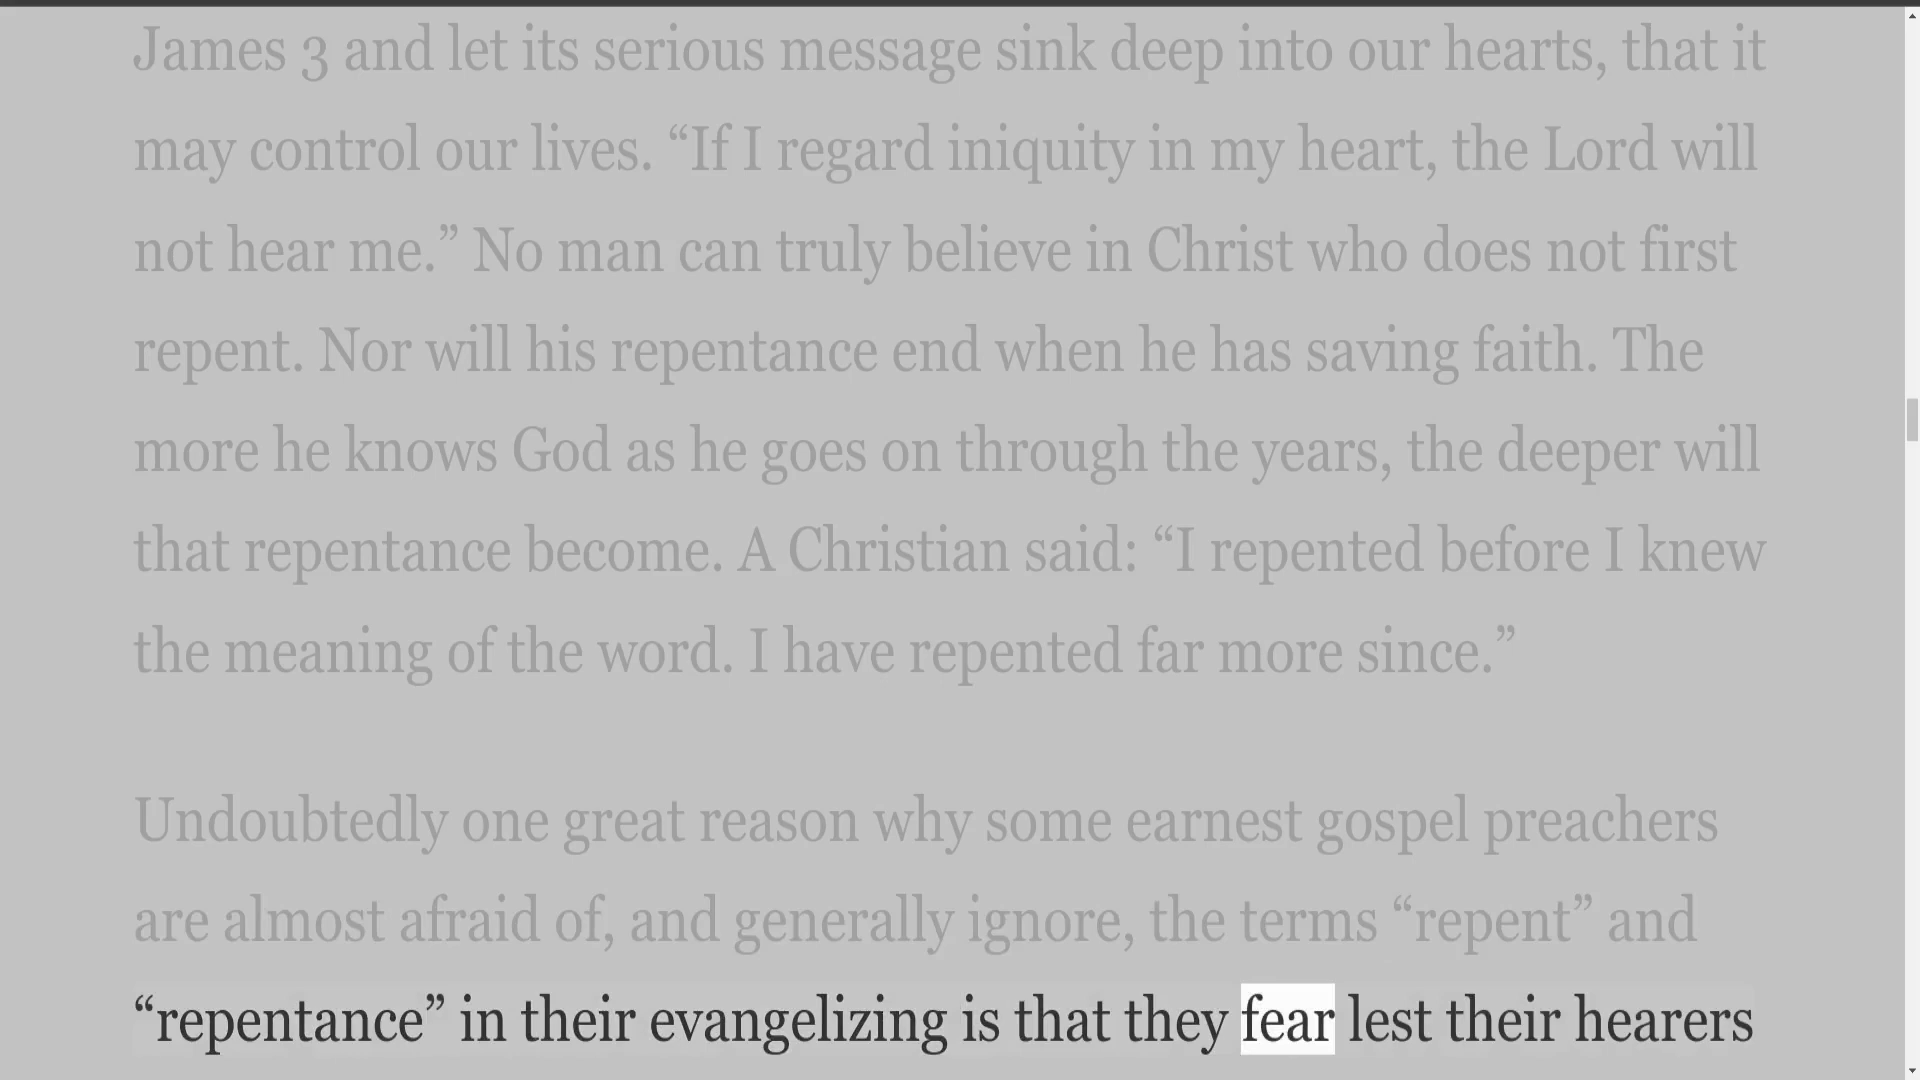 James 3 and let its serious message sink deep into our hearts, that it
may control our lives. “If I regard iniquity in my heart, the Lord will
not hear me.” No man can truly believe in Christ who does not first
repent. Nor will his repentance end when he has saving faith. The
more he knows God as he goes on through the years, the deeper will
that repentance become. A Christian said: “I repented before I knew
the meaning of the word. I have repented far more since.”
Undoubtedly one great reason why some earnest gospel preachers
are almost afraid of, and generally ignore, the terms “repent” and
“repentance” in their evangelizing is that they fear lest their hearers